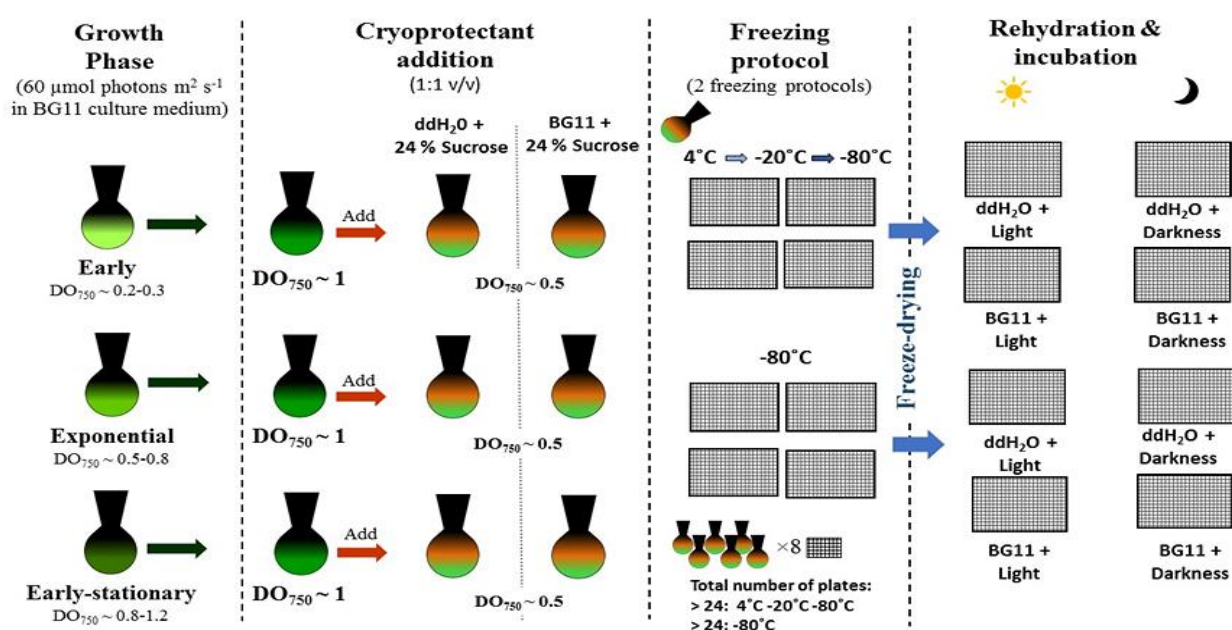 Growth
Phase
(60 µmol photons m² s⁻¹
in BG11 culture medium)
Early
DO₇₅₀ ~ 0.2-0.3
Exponential
DO₇₅₀ ~ 0.5-0.8
Early-stationary
DO₇₅₀ ~ 0.8-1.2
Cryoprotectant
addition
(1:1 v/v)
ddH₂O +
24 % Sucrose
BG11 +
24 % Sucrose
Add
DO₇₅₀ ~ 1
DO₇₅₀ ~ 0.5
Add
DO₇₅₀ ~ 1
DO₇₅₀ ~ 0.5
Add
DO₇₅₀ ~ 1
DO₇₅₀ ~ 0.5
Freezing
protocol
(2 freezing protocols)
4˚C -20˚C -80˚C
-80˚C
×8
Total number of plates:
> 24: 4˚C -20˚C -80˚C
> 24: -80˚C
Freeze-drying
Rehydration &
incubation
ddH₂O +
Light
ddH₂O +
Darkness
BG11 +
Light
BG11 +
Darkness
ddH₂O +
Light
ddH₂O +
Darkness
BG11 +
Light
BG11 +
Darkness